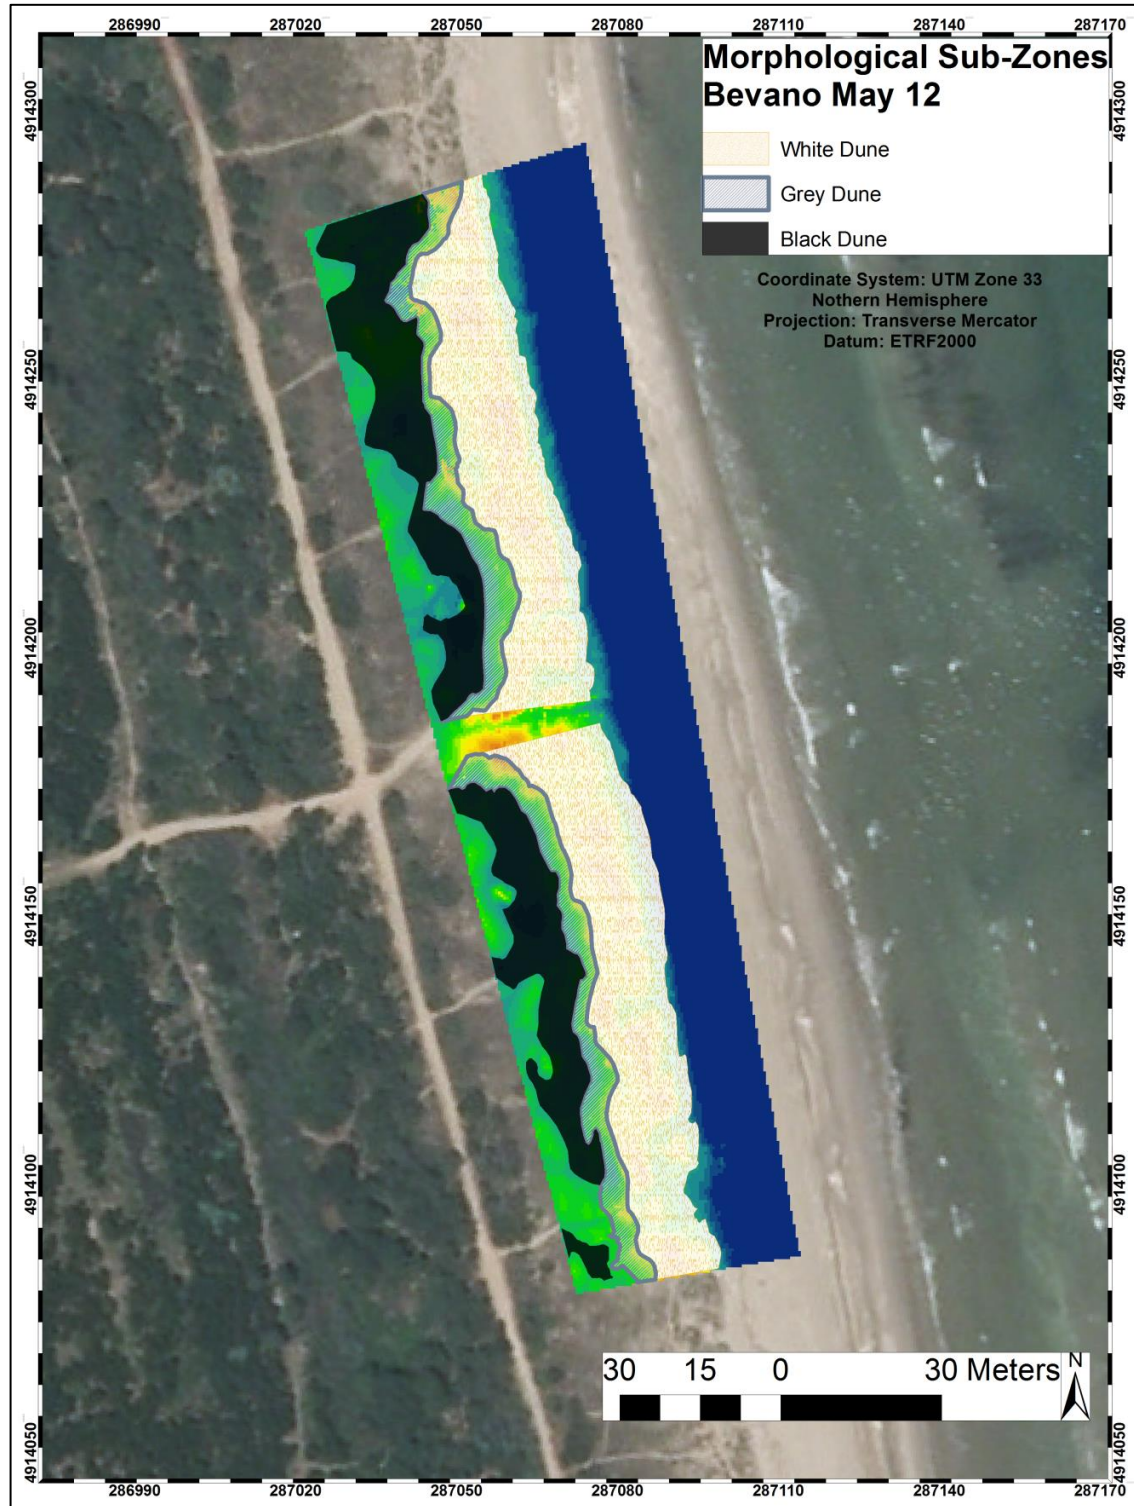 286990 287020 287050 287080 287110 287140 287170
Morphological Sub-Zones
Bevano May 12
White Dune
Grey Dune
Black Dune
Coordinate System: UTM Zone 33
Nothern Hemisphere
Projection: Transverse Mercator
Datum: ETRF2000
4914300 4914300
4914250 4914250
4914200 4914200
4914150 4914150
4914100 4914100
30 15 0 30 Meters
N
4914050 4914050
286990 287020 287050 287080 287110 287140 287170